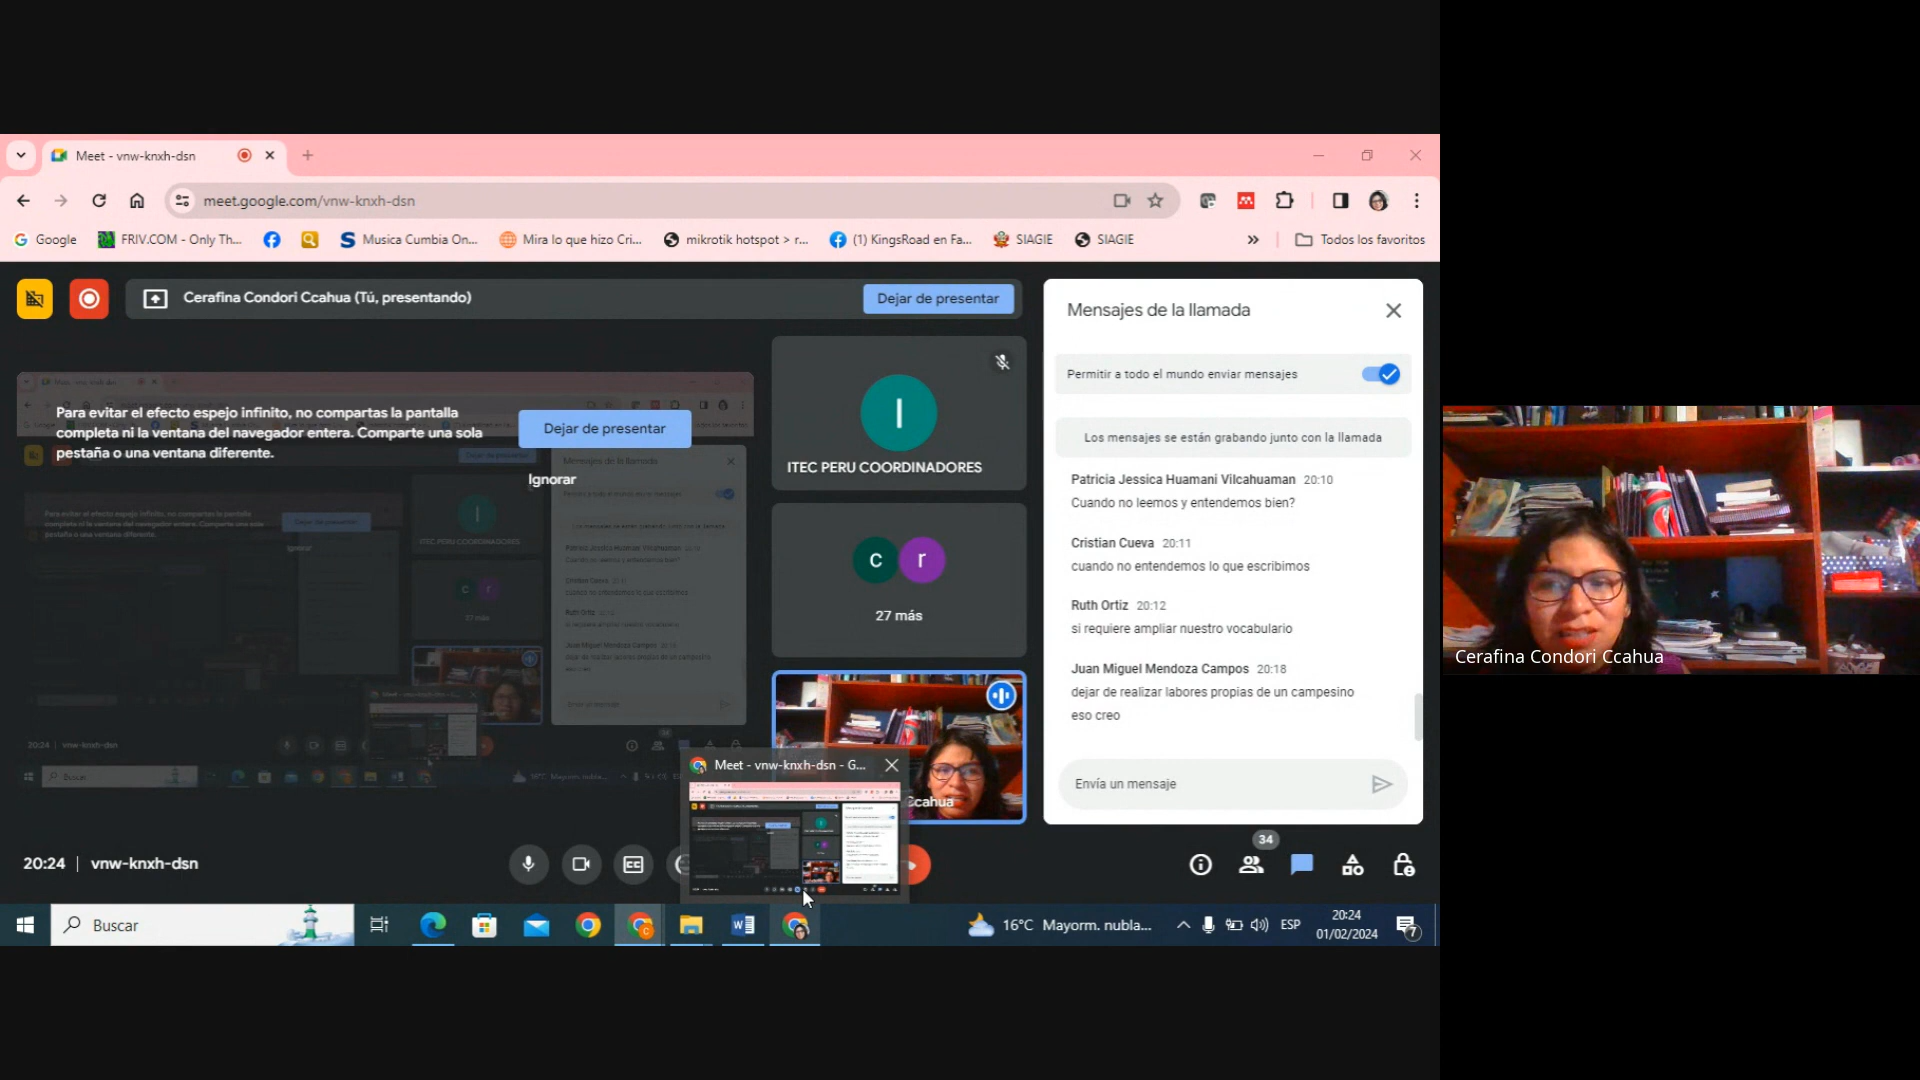 Meet - vnw-knxh-dsn
meet.google.com/vnw-knxh-dsn
Google
FRIV.COM - Only Th...
Musica Cumbia On...
Mira lo que hizo Cri...
mikrotik hotspot > r...
(1) KingsRoad en Fa...
SIAGIE
SIAGIE
Todos los favoritos
Cerafina Condori Ccahua (Tú, presentando)
Dejar de presentar
Para evitar el efecto espejo infinito, no compartas la pantalla
completa ni la ventana del navegador entera. Comparte una sola
pestaña o una ventana diferente.
Dejar de presentar
Ignorar
I
ITEC PERU COORDINADORES
c r
27 más
Ccahua
Meet - vnw-knxh-dsn - G...
Mensajes de la llamada
Permitir a todo el mundo enviar mensajes
Los mensajes se están grabando junto con la llamada
Patricia Jessica Huamani Vilcahuaman 20:10
Cuando no leemos y entendemos bien?
Cristian Cueva 20:11
cuando no entendemos lo que escribimos
Ruth Ortiz 20:12
si requiere ampliar nuestro vocabulario
Juan Miguel Mendoza Campos 20:18
dejar de realizar labores propias de un campesino
eso creo
Envía un mensaje
20:24 | vnw-knxh-dsn
34
Buscar
16°C Mayorm. nubla...
ESP
20:24
01/02/2024
7
Cerafina Condori Ccahua